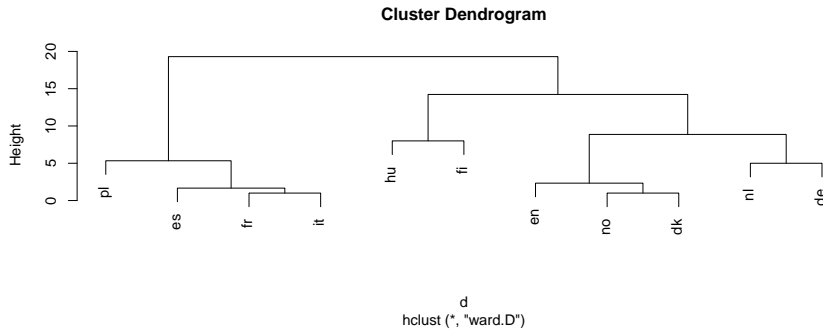 Cluster Dendrogram
Height
20
15
10
5
0
pl
es
fr
it
hu
fi
en
no
dk
nl
de
d
hclust (*, "ward.D")